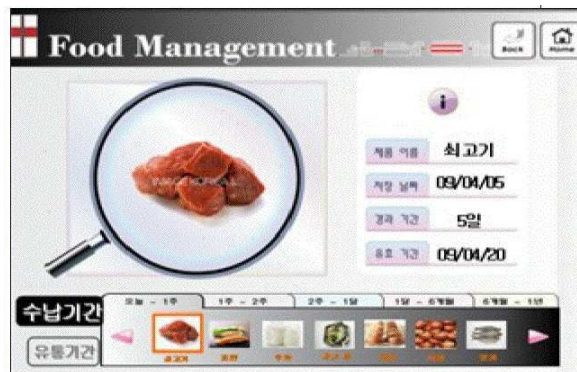 Food Management
Back
Home
i
제품 이름 쇠고기
저장 날짜 09/04/05
경과 기간 5일
유효 기간 09/04/20
수납기간
오늘 - 1주
1주 - 2주
2주 - 1달
1달 - 6개월
6개월 - 1년
유통기간
쇠고기